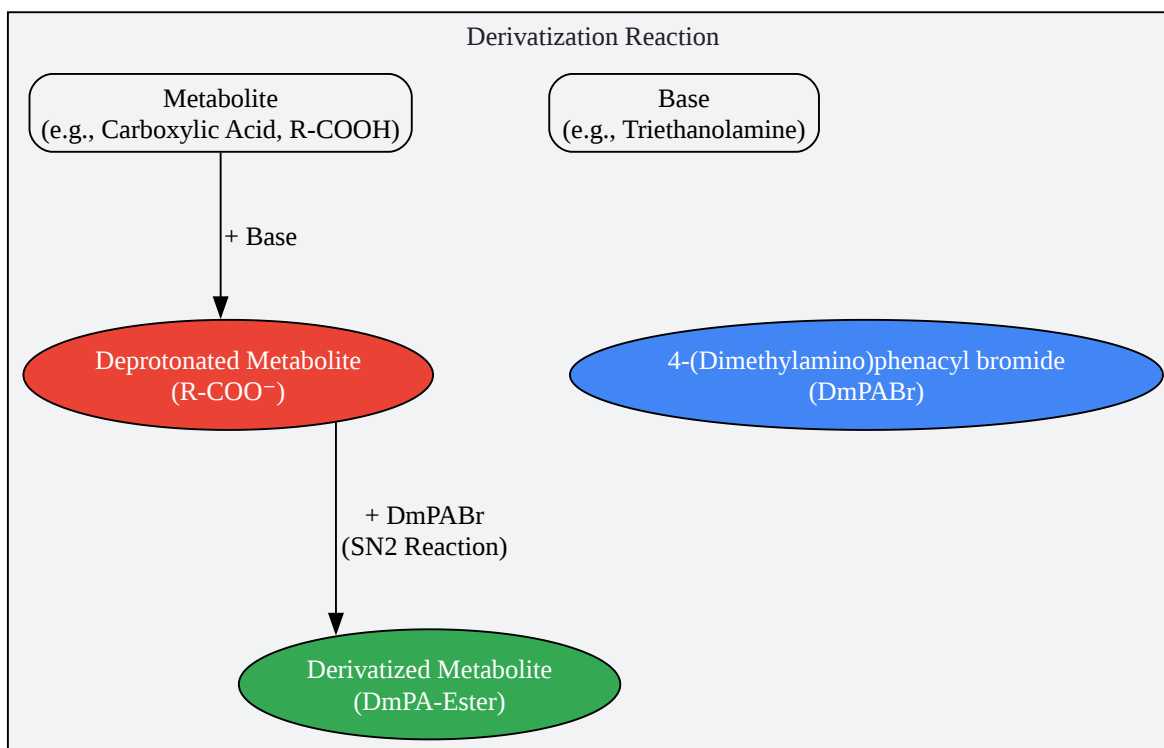 Derivatization Reaction
Metabolite
(e.g., Carboxylic Acid, R-COOH)
Base
(e.g., Triethanolamine)
+ Base
Deprotonated Metabolite
(R-COO⁻)
4-(Dimethylamino)phenacyl bromide
(DmPABr)
+ DmPABr
(SN2 Reaction)
Derivatized Metabolite
(DmPA-Ester)